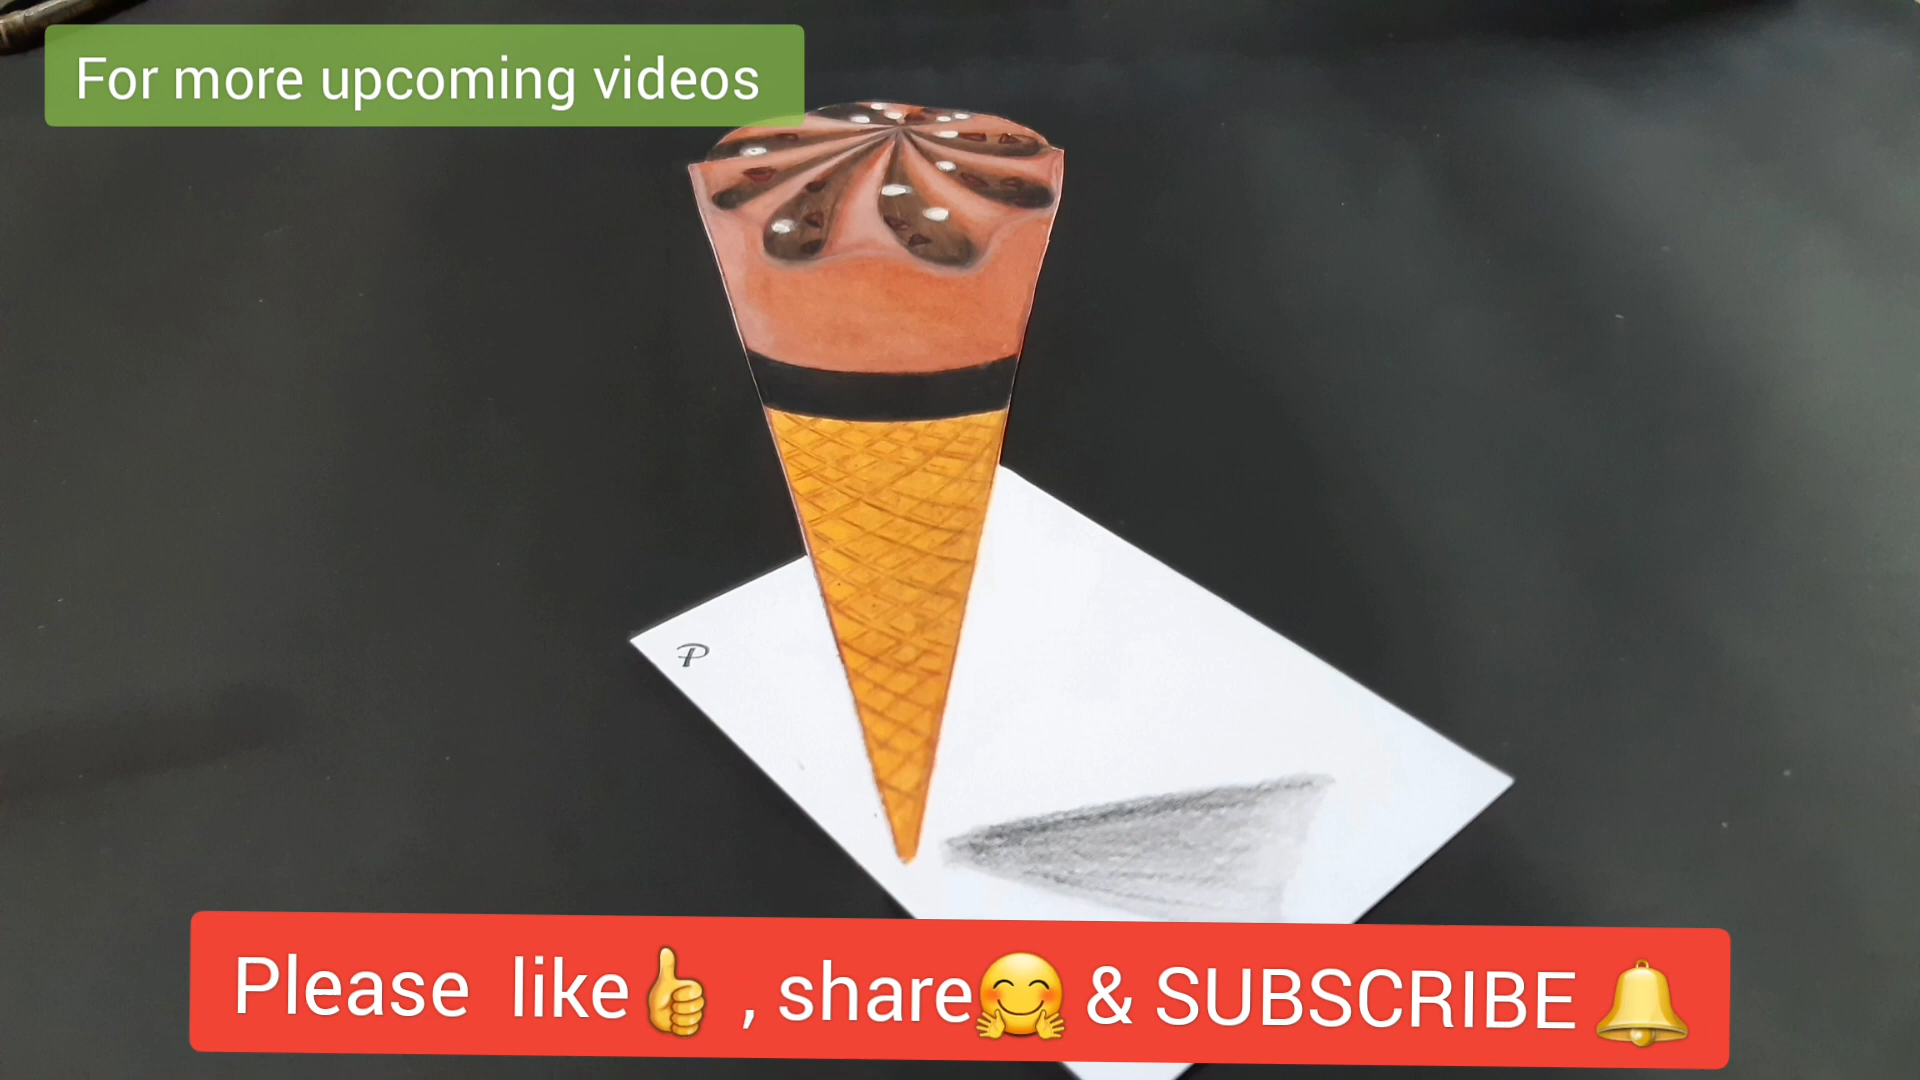 For more upcoming videos
P
Please like👍 , share🤗 & SUBSCRIBE 🔔